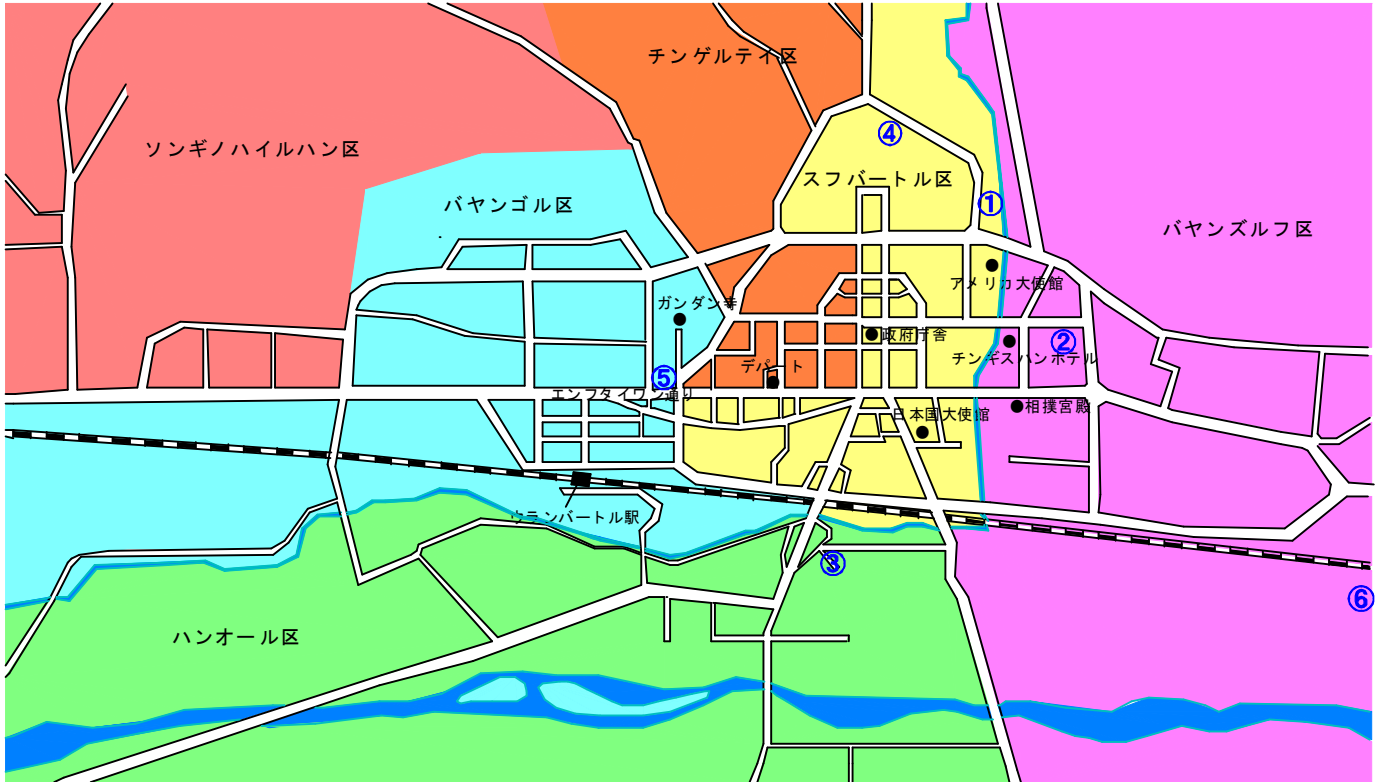 チンゲルテイ区
④
ソンギノハイルハン区
スフバートル区
バヤンゴル区
①
バヤンズルフ区
アメリカ大使館
ガンダン寺
政府庁舎
②
チンギスハンホテル
デパート
⑤
エンフタイワン通り
相撲宮殿
日本国大使館
ウランバートル駅
③
⑥
ハンオール区